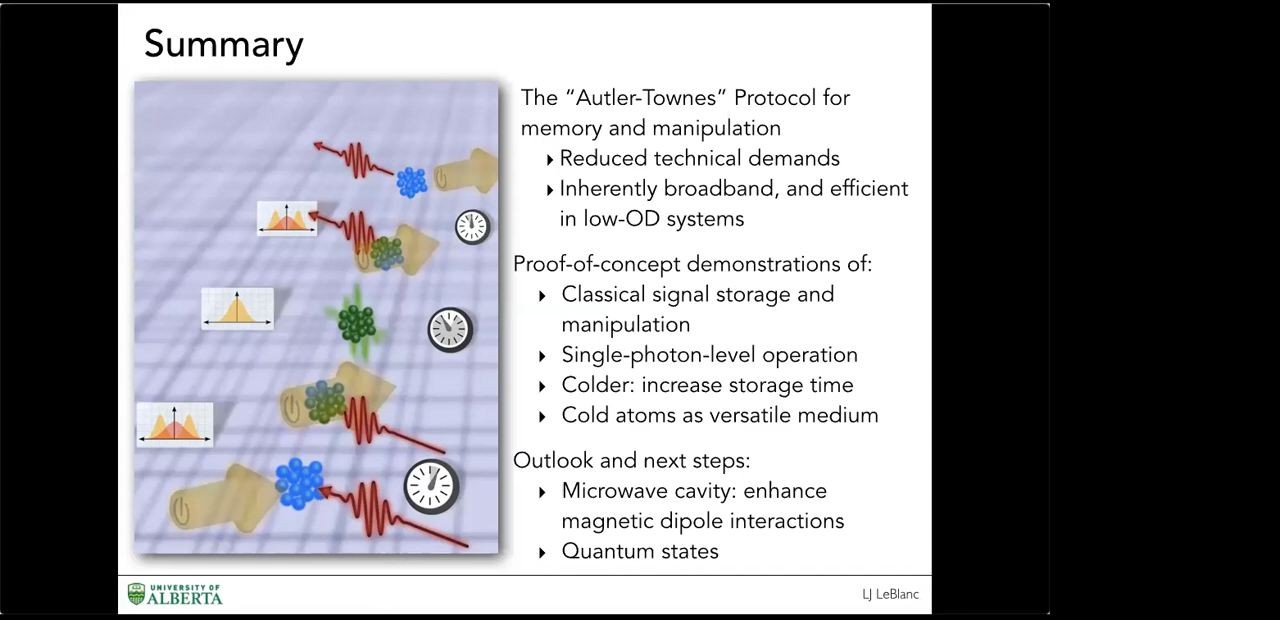 Summary
The “Autler-Townes” Protocol for
memory and manipulation
Reduced technical demands
Inherently broadband, and efficient
in low-OD systems
Proof-of-concept demonstrations of:
Classical signal storage and
manipulation
Single-photon-level operation
Colder: increase storage time
Cold atoms as versatile medium
Outlook and next steps:
Microwave cavity: enhance
magnetic dipole interactions
Quantum states
UNIVERSITY OF
ALBERTA
LJ LeBlanc